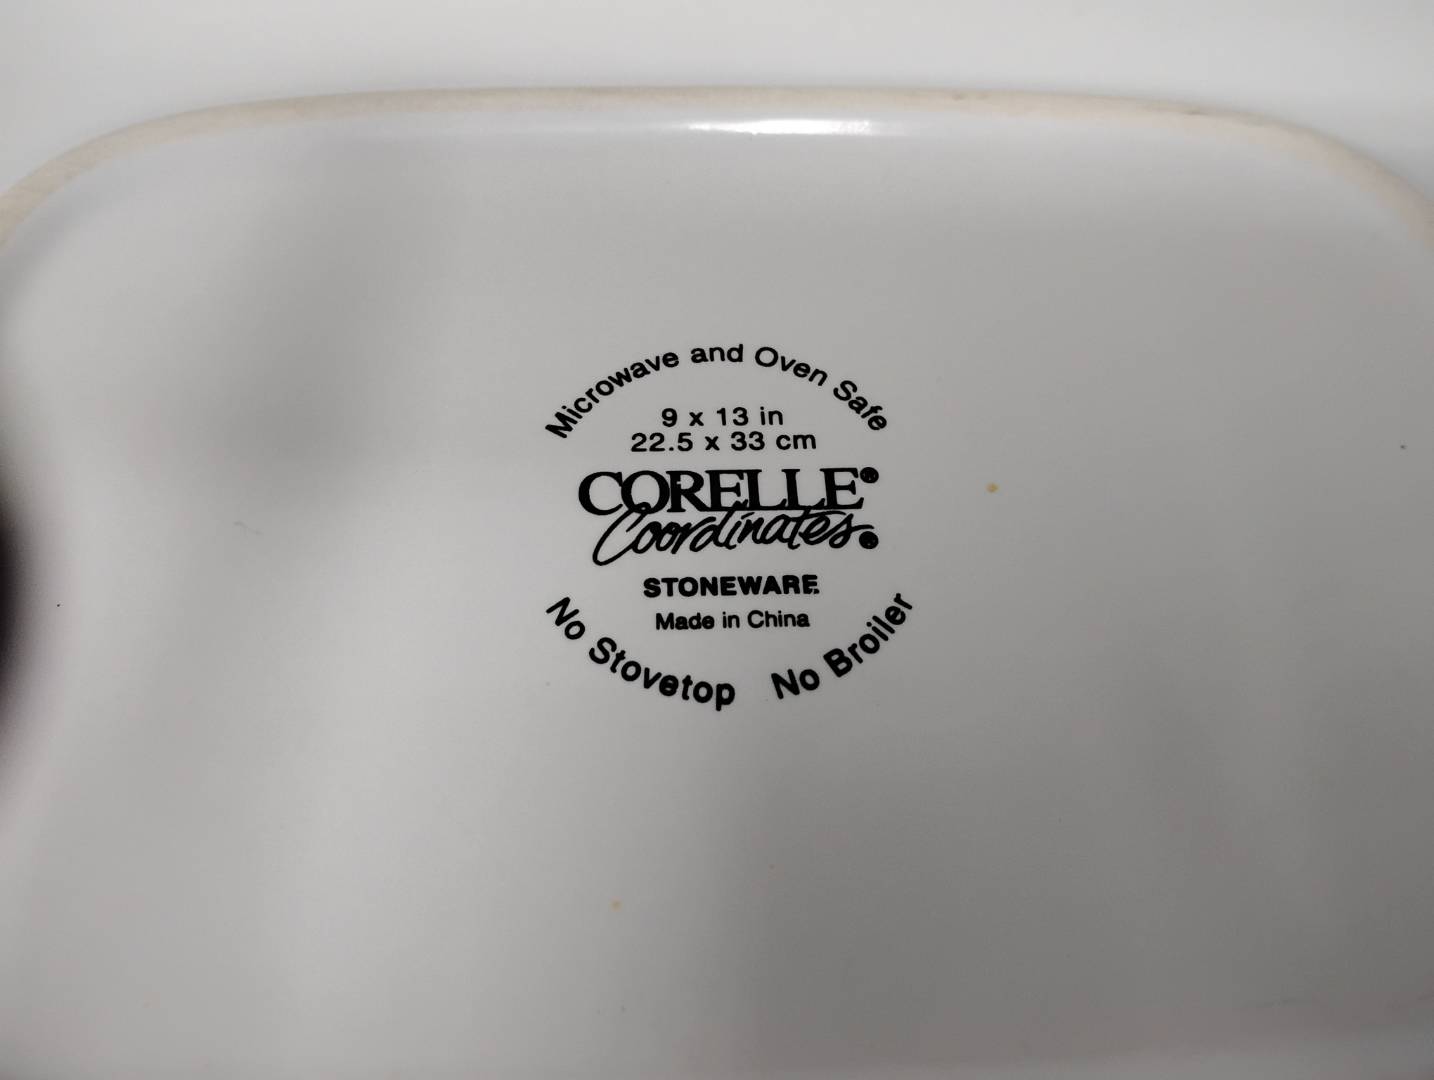 Microwave and Oven Safe
9 x 13 in
22.5 x 33 cm
CORELLE®
Coordinates®
STONEWARE
Made in China
No Stovetop No Broiler